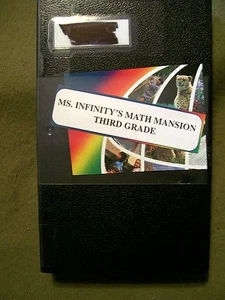 MS. INFINITY'S MATH MANSION
THIRD GRADE